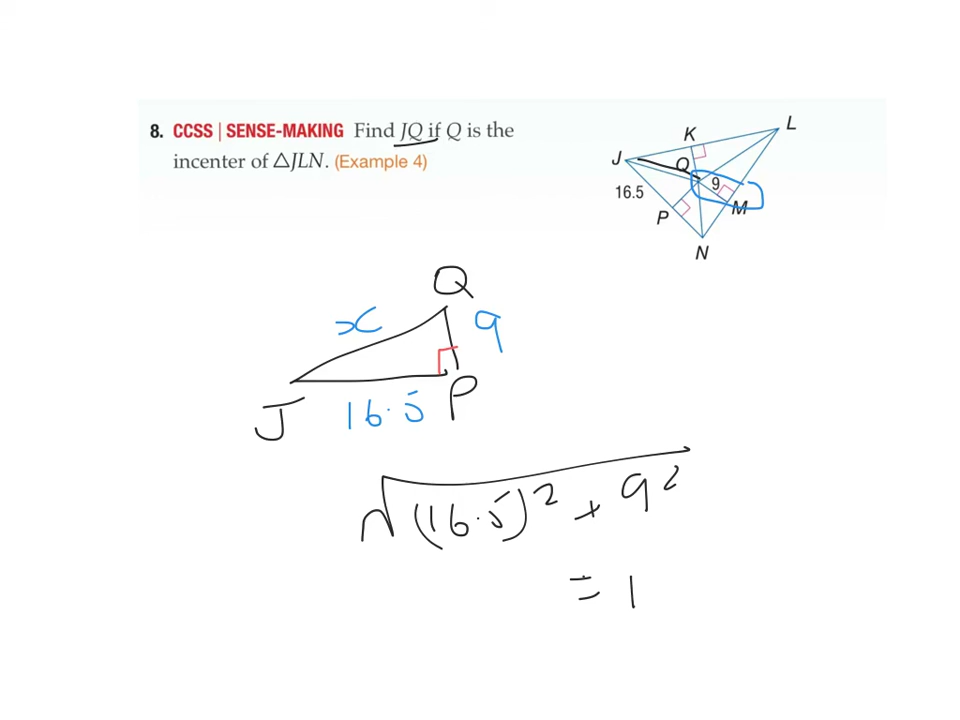 8. CCSS | SENSE-MAKING Find JQ if Q is the
incenter of △JLN. (Example 4)
L
K
J
Q
9
16.5
P
M
N
Q
x
9
J
16.5
P
√(16.5)² + 9²
= 1